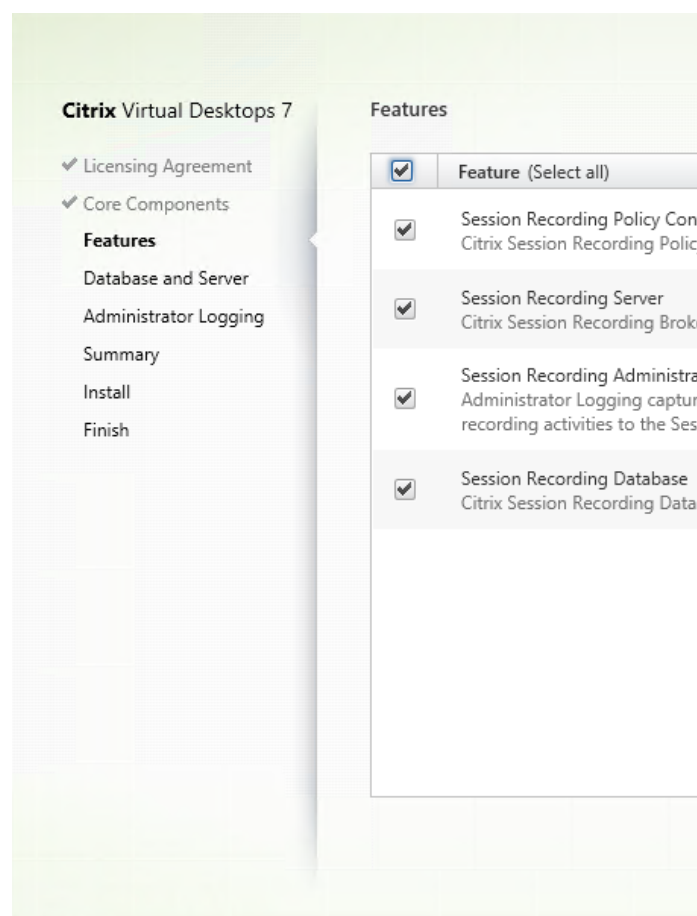 Citrix Virtual Desktops 7
Licensing Agreement
Core Components
Features
Database and Server
Administrator Logging
Summary
Install
Finish
Features
Feature (Select all)
Session Recording Policy Con
Citrix Session Recording Polic
Session Recording Server
Citrix Session Recording Brok
Session Recording Administra
Administrator Logging captur
recording activities to the Ses
Session Recording Database
Citrix Session Recording Data